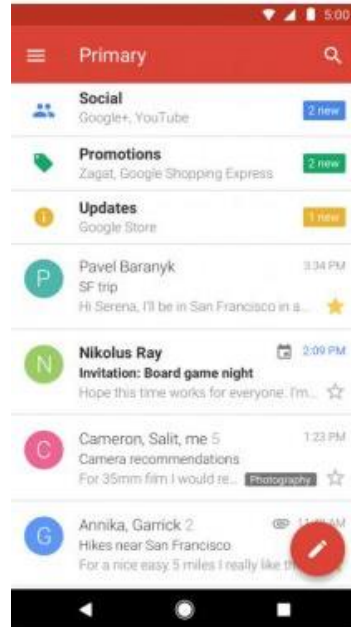 5:00
Primary
Social
Google+, YouTube
2 new
Promotions
Zagat, Google Shopping Express
2 new
Updates
Google Store
1 new
P
Pavel Baranyk
3:34 PM
SF trip
Hi Serena, I'll be in San Francisco in a...
N
Nikolus Ray
2:09 PM
Invitation: Board game night
Hope this time works for everyone. I'm...
C
Cameron, Salit, me 5
1:23 PM
Camera recommendations
For 35mm film I would re...
Photography
G
Annika, Garrick 2
Hikes near San Francisco
For a nice easy 5 miles I really like